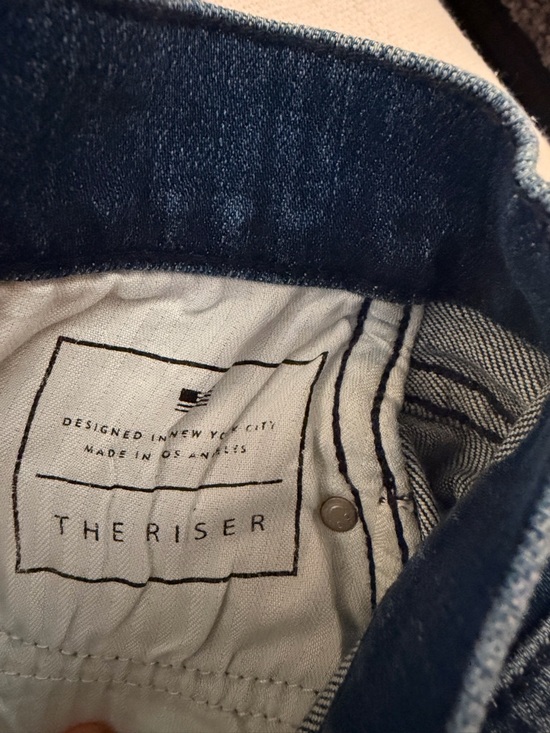 DESIGNED IN NEW YORK CITY
MADE IN LOS ANGELES
THE RISER